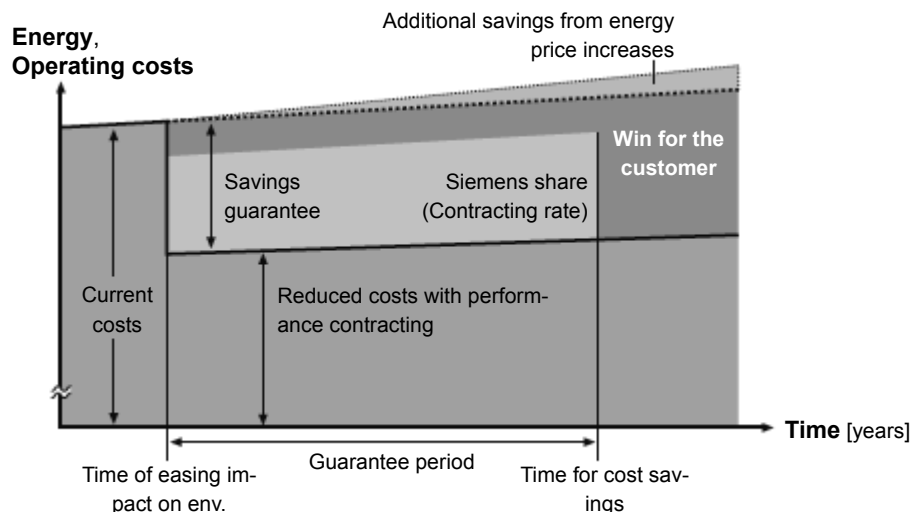 Additional savings from energy
price increases
Energy,
Operating costs
Win for the
customer
Savings
guarantee
Siemens share
(Contracting rate)
Current
costs
Reduced costs with perform-
ance contracting
Time [years]
Guarantee period
Time of easing im-
pact on env.
Time for cost sav-
ings